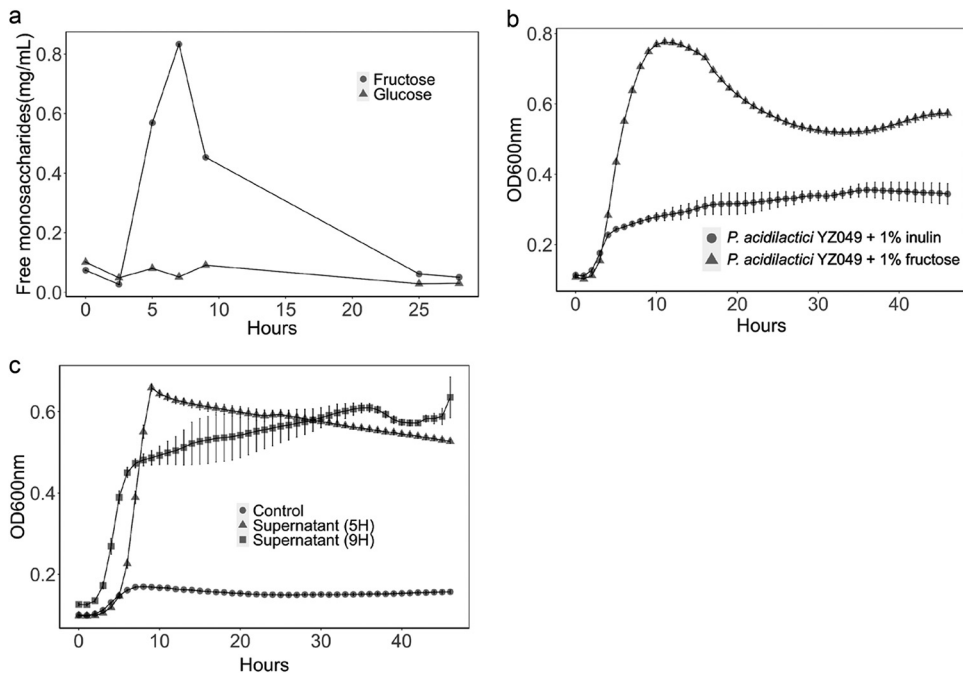 a
Free monosaccharides(mg/mL)
0.8
0.6
0.4
0.2
0.0
Fructose
Glucose
0 5 10 15 20 25
Hours
b
OD600nm
0.8
0.6
0.4
0.2
P. acidilactici YZ049 + 1% inulin
P. acidilactici YZ049 + 1% fructose
0 10 20 30 40
Hours
c
OD600nm
0.6
0.4
0.2
Control
Supernatant (5H)
Supernatant (9H)
0 10 20 30 40
Hours